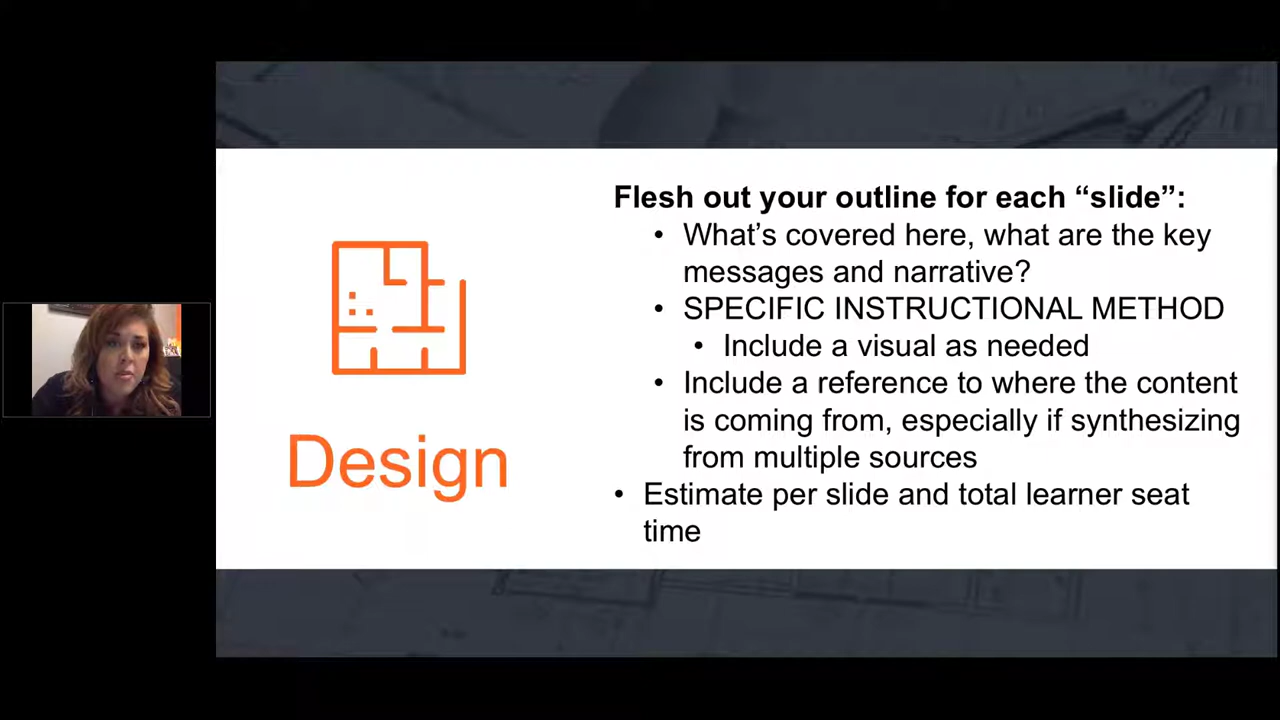 Flesh out your outline for each “slide”:
• What’s covered here, what are the key
messages and narrative?
• SPECIFIC INSTRUCTIONAL METHOD
• Include a visual as needed
• Include a reference to where the content
is coming from, especially if synthesizing
from multiple sources
• Estimate per slide and total learner seat
time
Design